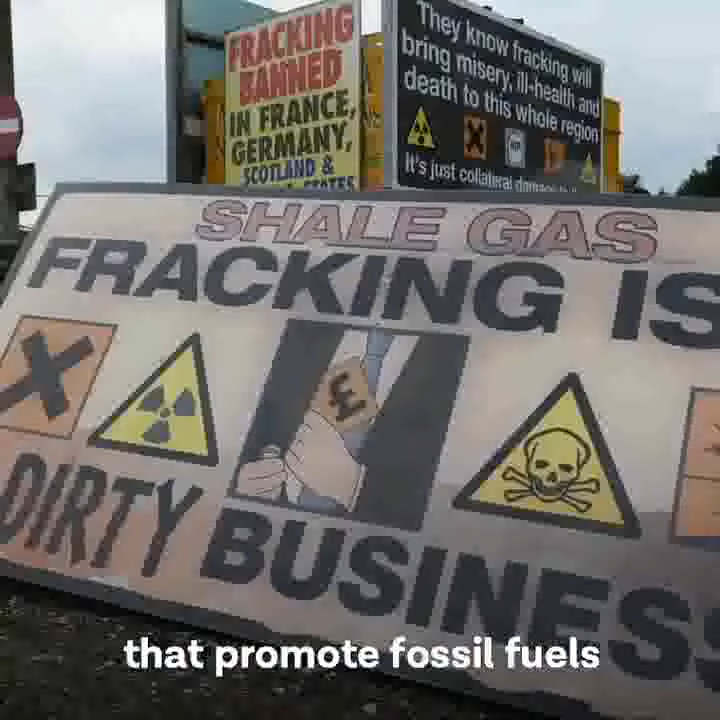 FRACKING
BANNED
IN FRANCE,
GERMANY,
SCOTLAND &
STATES
They know fracking will
bring misery, ill-health and
death to this whole region
It's just collateral
SHALE GAS
FRACKING IS
£
DIRTY BUSINESS
that promote fossil fuels